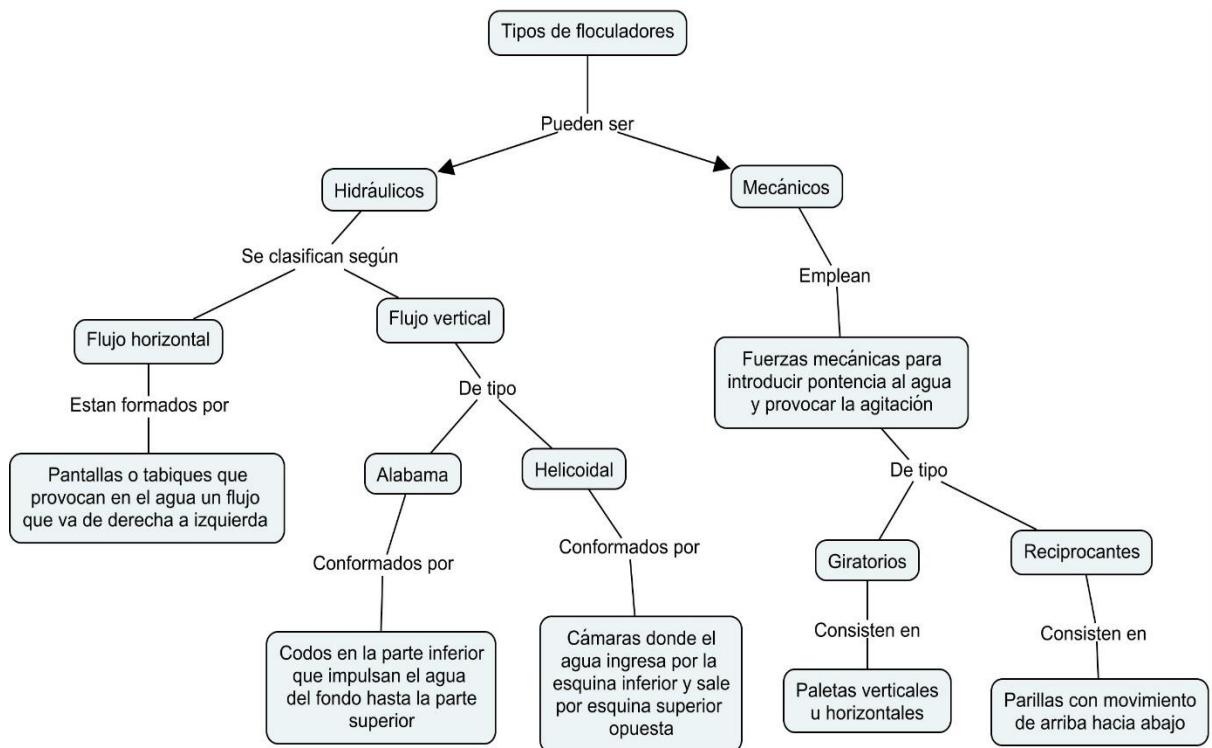 Tipos de floculadores
Pueden ser
Hidráulicos
Mecánicos
Se clasifican según
Emplean
Flujo horizontal
Flujo vertical
Fuerzas mecánicas para
introducir pontencia al agua
y provocar la agitación
Estan formados por
De tipo
Pantallas o tabiques que
provocan en el agua un flujo
que va de derecha a izquierda
Alabama
Helicoidal
De tipo
Conformados por
Conformados por
Giratorios
Reciprocantes
Codos en la parte inferior
que impulsan el agua
del fondo hasta la parte
superior
Cámaras donde el
agua ingresa por la
esquina inferior y sale
por esquina superior
opuesta
Consisten en
Consisten en
Paletas verticales
u horizontales
Parillas con movimiento
de arriba hacia abajo